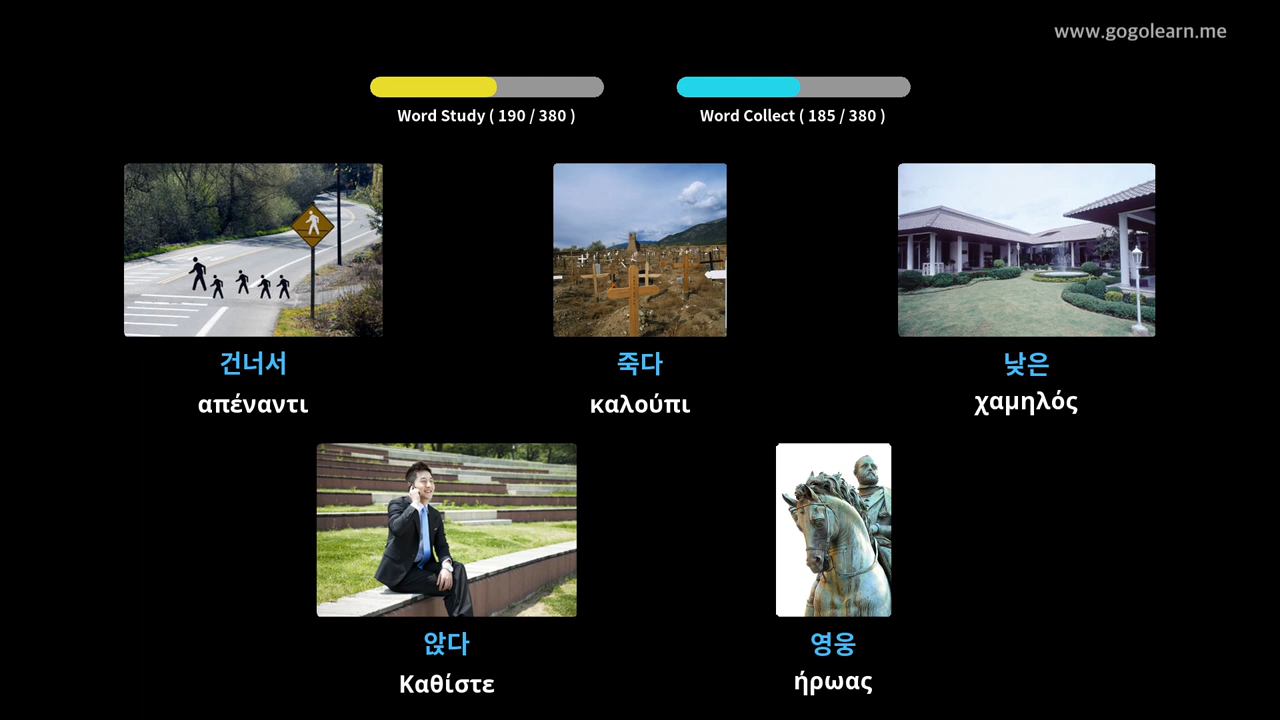 www.gogolearn.me
Word Study ( 190 / 380 )
Word Collect ( 185 / 380 )
건너서
απέναντι
죽다
καλούπι
낮은
χαμηλός
앉다
Καθίστε
영웅
ήρωας